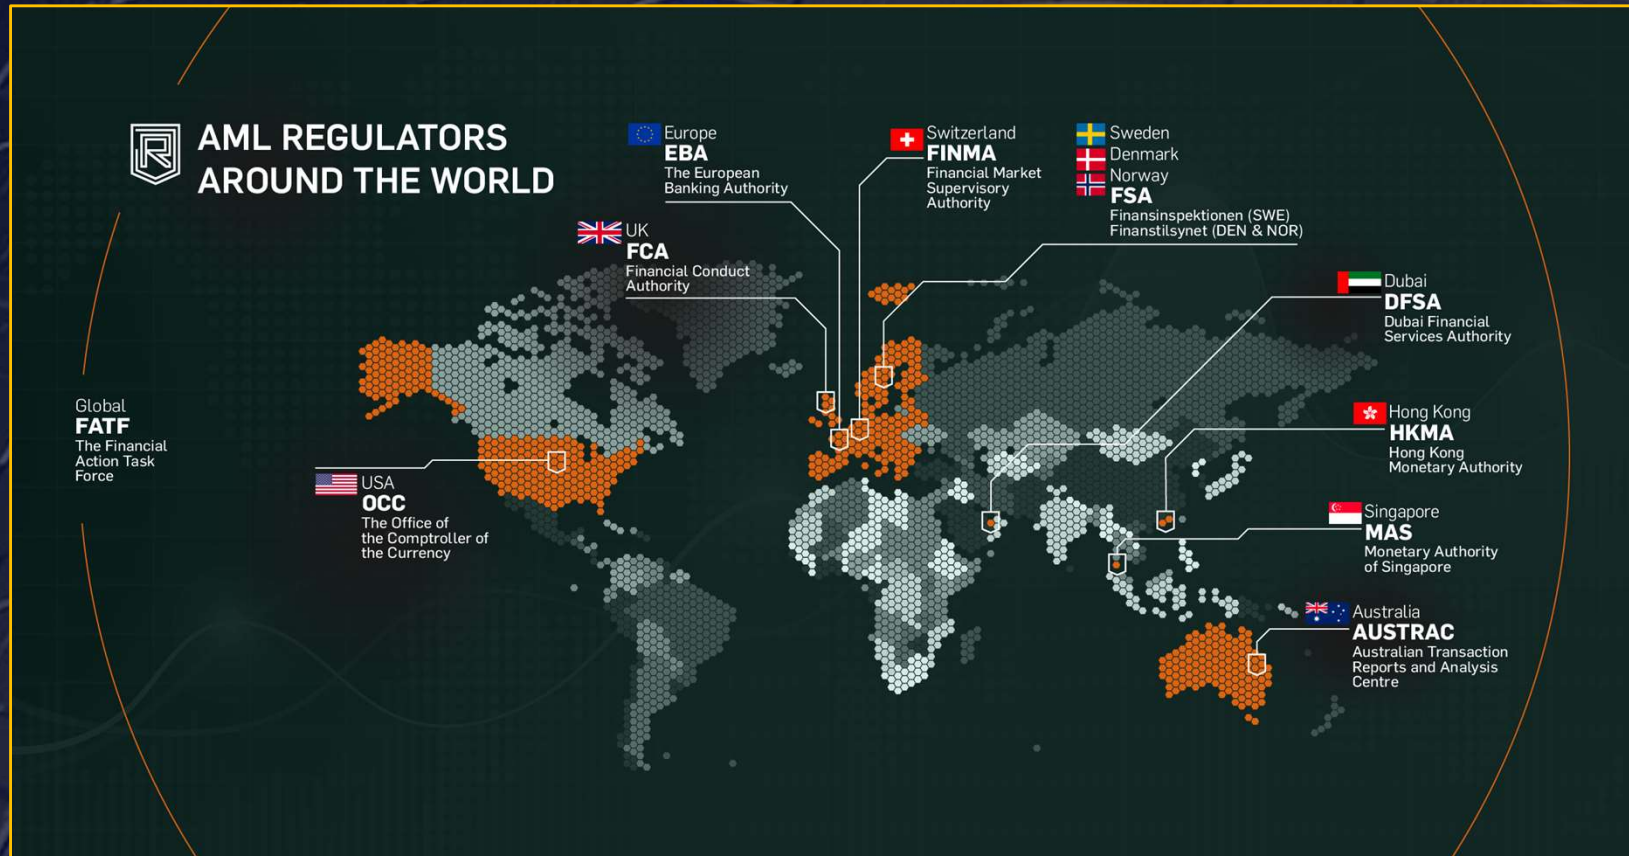 R
AML REGULATORS
AROUND THE WORLD
Europe
EBA
The European
Banking Authority
UK
FCA
Financial Conduct
Authority
Switzerland
FINMA
Financial Market
Supervisory
Authority
Sweden
Denmark
Norway
FSA
Finansinspektionen (SWE)
Finanstilsynet (DEN & NOR)
Dubai
DFSA
Dubai Financial
Services Authority
Global
FATF
The Financial
Action Task
Force
USA
OCC
The Office of
the Comptroller of
the Currency
Hong Kong
HKMA
Hong Kong
Monetary Authority
Singapore
MAS
Monetary Authority
of Singapore
Australia
AUSTRAC
Australian Transaction
Reports and Analysis
Centre